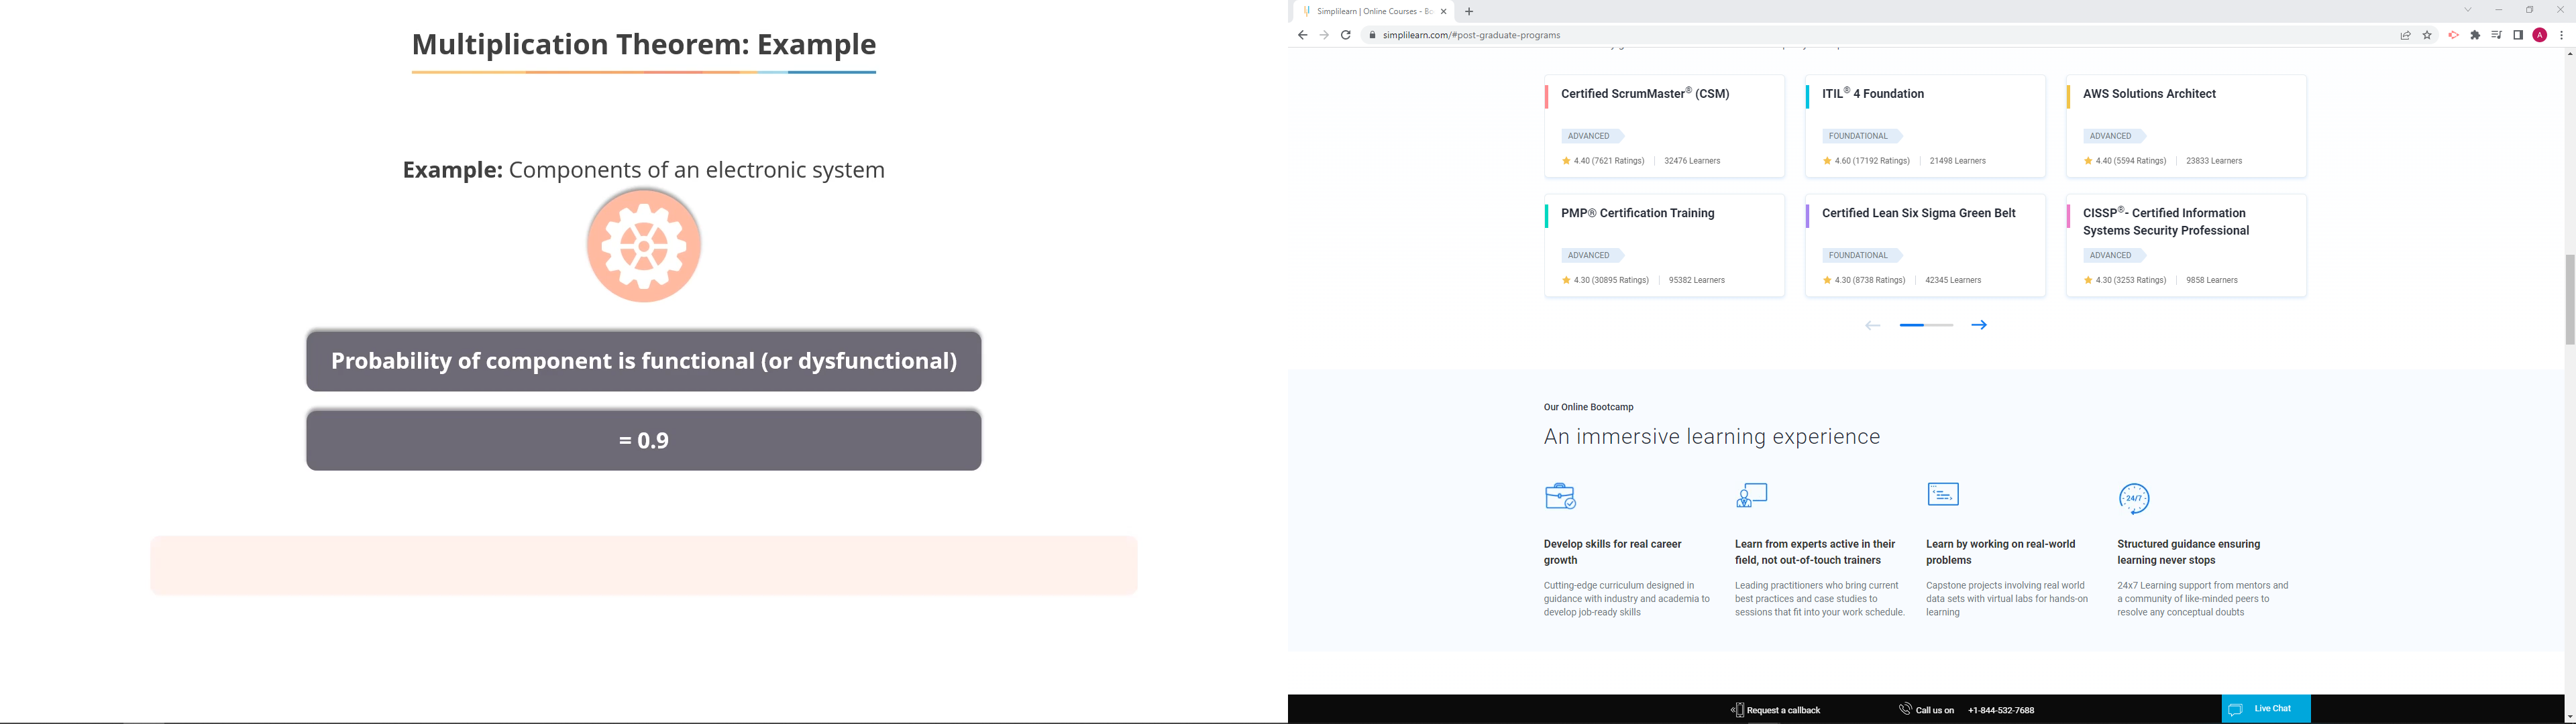 Multiplication Theorem: Example
Example: Components of an electronic system
Probability of component is functional (or dysfunctional)
= 0.9
Simplilearn | Online Courses - Bo
simplilearn.com/#post-graduate-programs
A
Certified ScrumMaster® (CSM)
ADVANCED
4.40 (7621 Ratings) 32476 Learners
ITIL® 4 Foundation
FOUNDATIONAL
4.60 (17192 Ratings) 21498 Learners
AWS Solutions Architect
ADVANCED
4.40 (5594 Ratings) 23833 Learners
PMP® Certification Training
ADVANCED
4.30 (30895 Ratings) 95382 Learners
Certified Lean Six Sigma Green Belt
FOUNDATIONAL
4.30 (8738 Ratings) 42345 Learners
CISSP®- Certified Information
Systems Security Professional
ADVANCED
4.30 (3253 Ratings) 9858 Learners
Our Online Bootcamp
An immersive learning experience
Develop skills for real career
growth
Cutting-edge curriculum designed in
guidance with industry and academia to
develop job-ready skills
Learn from experts active in their
field, not out-of-touch trainers
Leading practitioners who bring current
best practices and case studies to
sessions that fit into your work schedule.
Learn by working on real-world
problems
Capstone projects involving real world
data sets with virtual labs for hands-on
learning
24/7
Structured guidance ensuring
learning never stops
24x7 Learning support from mentors and
a community of like-minded peers to
resolve any conceptual doubts
Request a callback
Call us on +1-844-532-7688
Live Chat